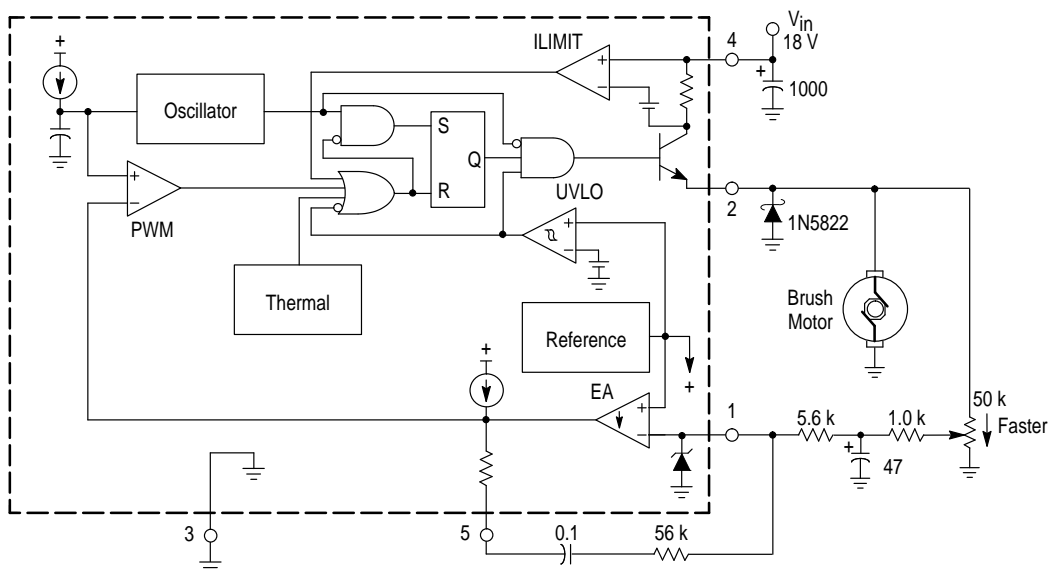 +
Oscillator
+
−
PWM
Thermal
S
R
Q
ILIMIT
+
−
UVLO
+
−
Reference
+
+
EA
+
−
4
V
in
18 V
+
1000
2
1N5822
Brush
Motor
1
5.6 k
1.0 k
50 k
Faster
+
47
3
5
0.1
56 k